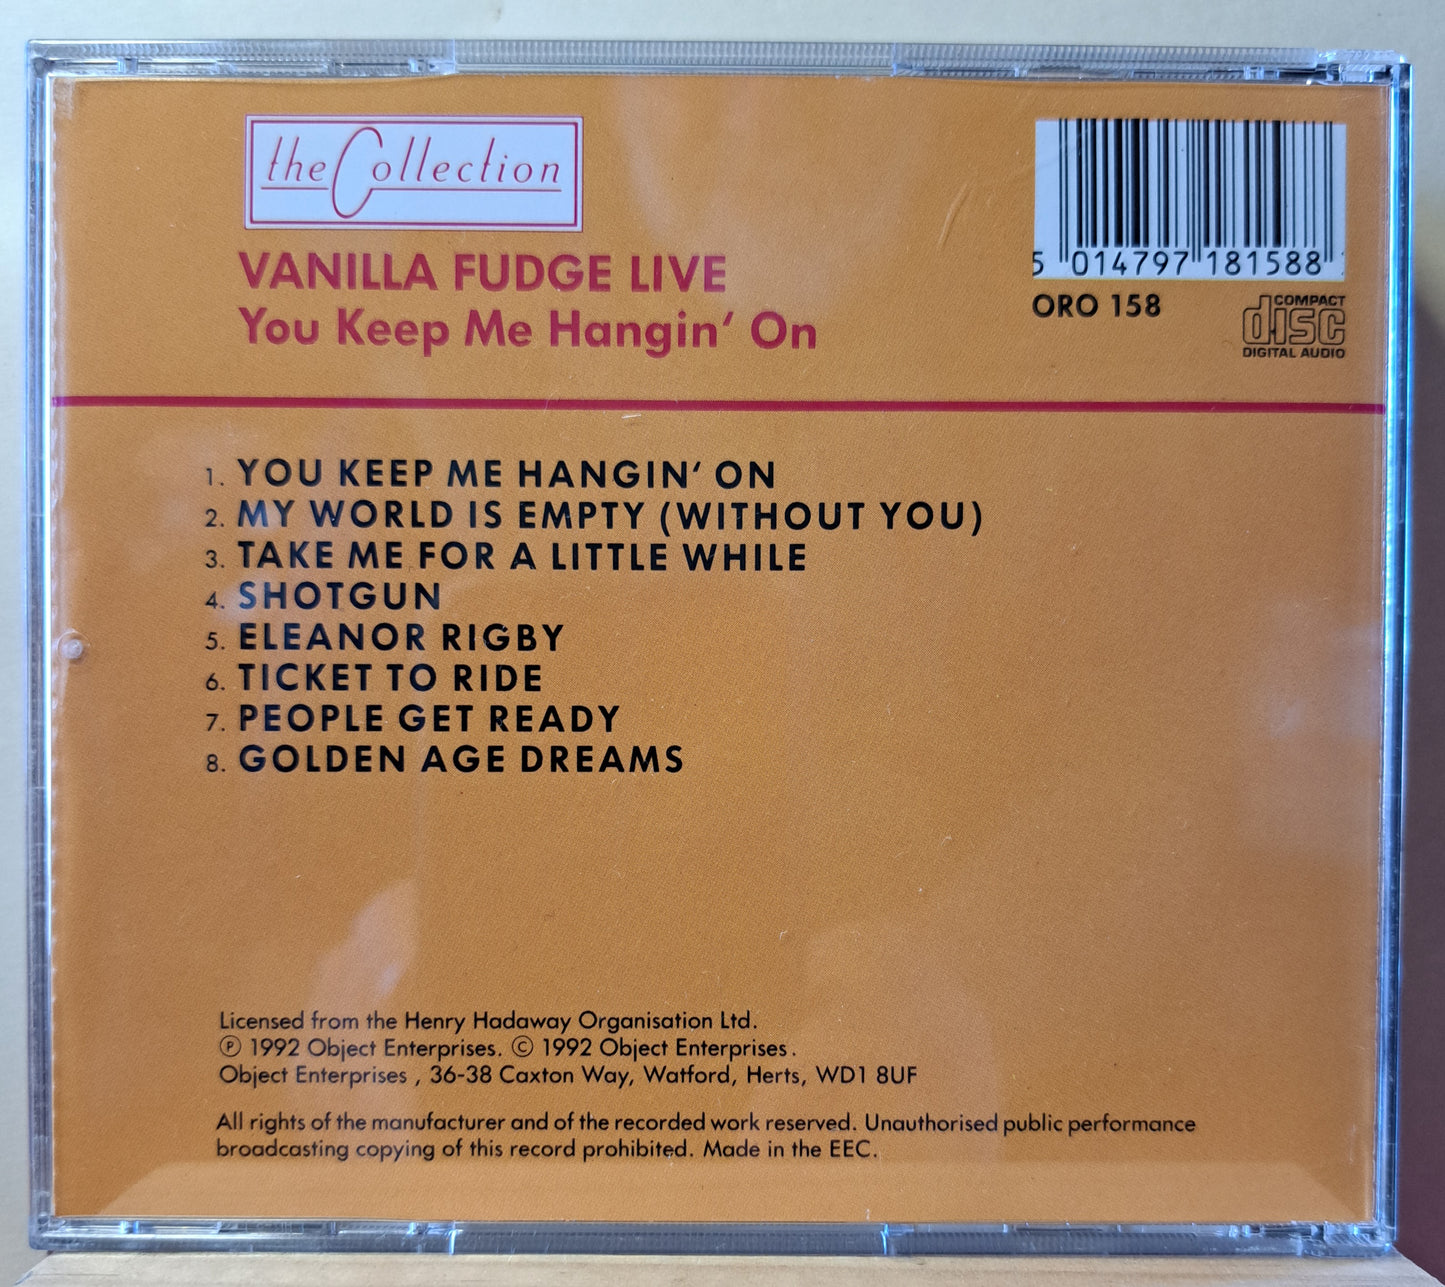 the Collection
VANILLA FUDGE LIVE
You Keep Me Hangin' On
5 014797 181588
ORO 158
COMPACT
disc
DIGITAL AUDIO
1. YOU KEEP ME HANGIN' ON
2. MY WORLD IS EMPTY (WITHOUT YOU)
3. TAKE ME FOR A LITTLE WHILE
4. SHOTGUN
5. ELEANOR RIGBY
6. TICKET TO RIDE
7. PEOPLE GET READY
8. GOLDEN AGE DREAMS
Licensed from the Henry Hadaway Organisation Ltd.
Ⓟ 1992 Object Enterprises. © 1992 Object Enterprises.
Object Enterprises , 36-38 Caxton Way, Watford, Herts, WD1 8UF
All rights of the manufacturer and of the recorded work reserved. Unauthorised public performance
broadcasting copying of this record prohibited. Made in the EEC.